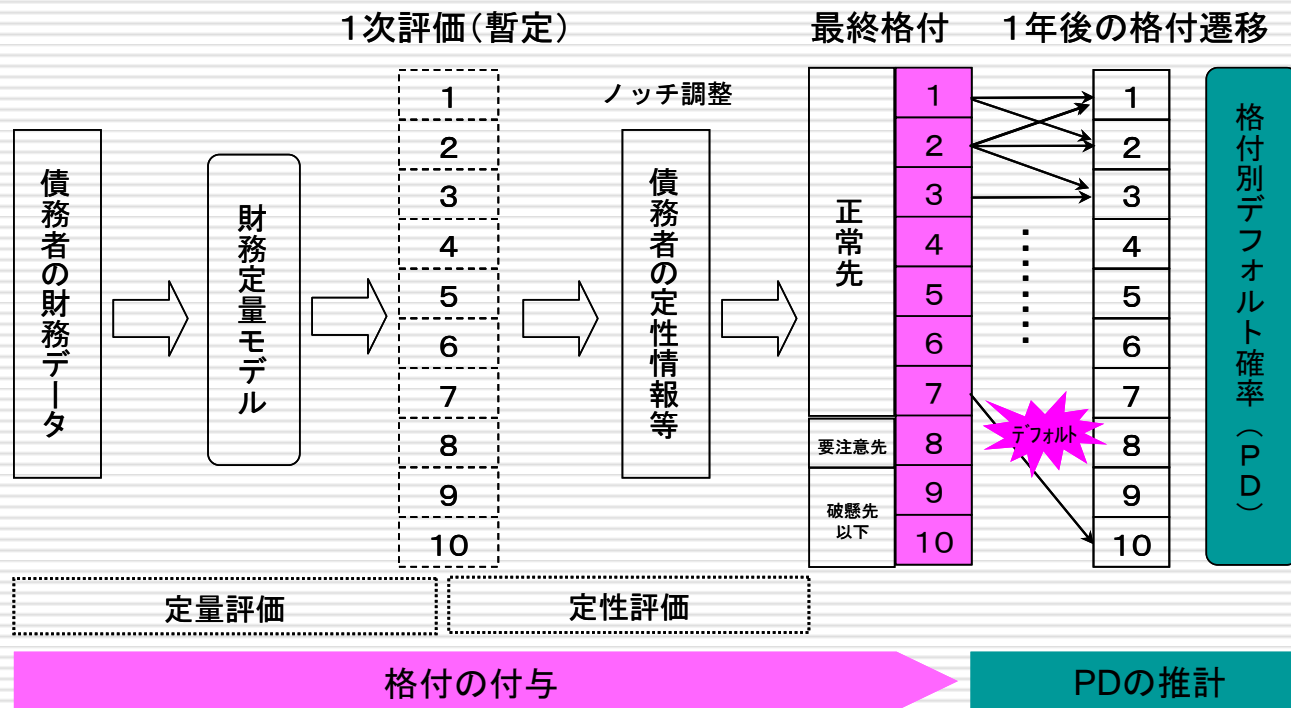 1次評価(暫定)
最終格付
1年後の格付遷移
債務者の財務データ
財務定量モデル
1
2
3
4
5
6
7
8
9
10
ノッチ調整
債務者の定性情報等
正常先
要注意先
破懸先
以下
1
2
3
4
5
6
7
8
9
10
デフォルト
1
2
3
4
5
6
7
8
9
10
格付別デフォルト確率(PD)
定量評価
定性評価
格付の付与
PDの推計